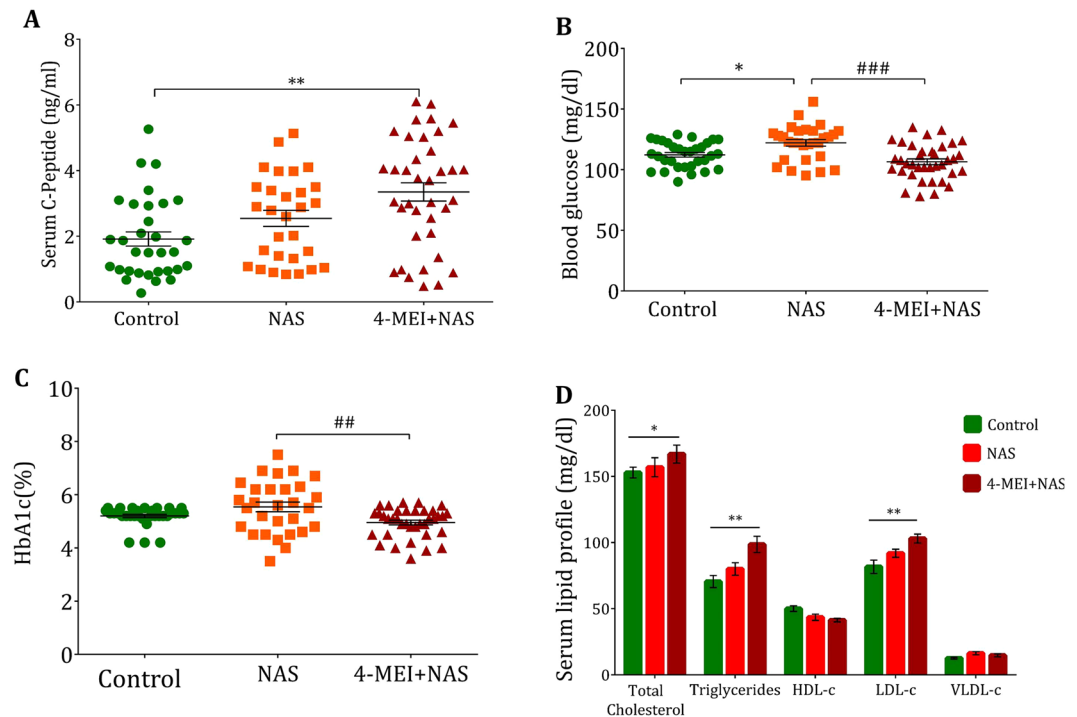 A
Serum C-Peptide (ng/ml)
8
6
4
2
0
**
Control
NAS
4-MEI+NAS
B
Blood glucose (mg/dl)
200
150
100
50
0
*
###
Control
NAS
4-MEI+NAS
C
HbA1c(%)
10
8
6
4
2
0
##
Control
NAS
4-MEI+NAS
D
Serum lipid profile (mg/dl)
200
150
100
50
0
*
**
**
Control
NAS
4-MEI+NAS
Total
Cholesterol
Triglycerides
HDL-c
LDL-c
VLDL-c